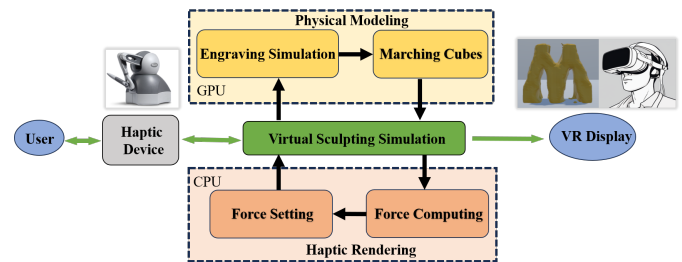 Physical Modeling
Engraving Simulation
Marching Cubes
GPU
User
Haptic
Device
Virtual Sculpting Simulation
VR Display
CPU
Force Setting
Force Computing
Haptic Rendering